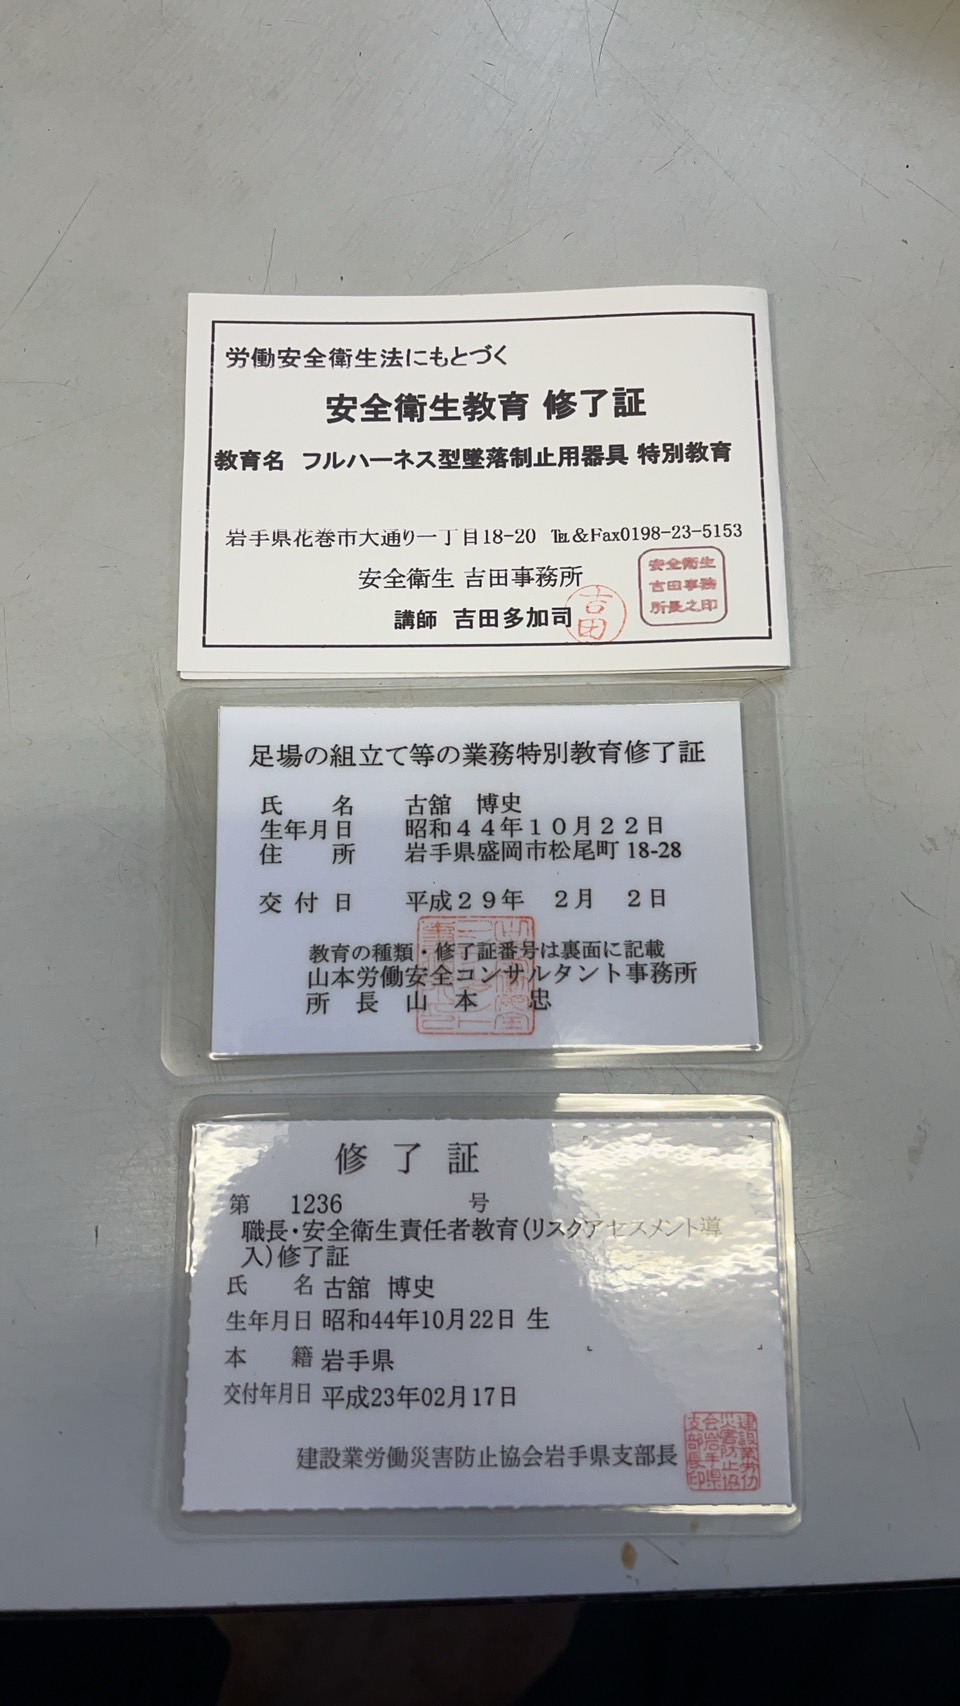 労働安全衛生法にもとづく
安全衛生教育 修了証
教育名 フルハーネス型墜落制止用器具 特別教育
岩手県花巻市大通り一丁目18-20 ℡&Fax0198-23-5153
安全衛生 吉田事務所
講師 吉田多加司
吉田
安全衛生
吉田事務
所長之印
足場の組立て等の業務特別教育修了証
氏 名 古舘 博史
生年月日 昭和44年10月22日
住 所 岩手県盛岡市松尾町 18-28
交付日 平成29年 2月 2日
教育の種類・修了証番号は裏面に記載
山本労働安全コンサルタント事務所
所長 山本 忠
修了証
第 1236 号
職長・安全衛生責任者教育(リスクアセスメント導
入)修了証
氏 名 古舘 博史
生年月日 昭和44年10月22日 生
本 籍 岩手県
交付年月日 平成23年02月17日
建設業労働災害防止協会岩手県支部長